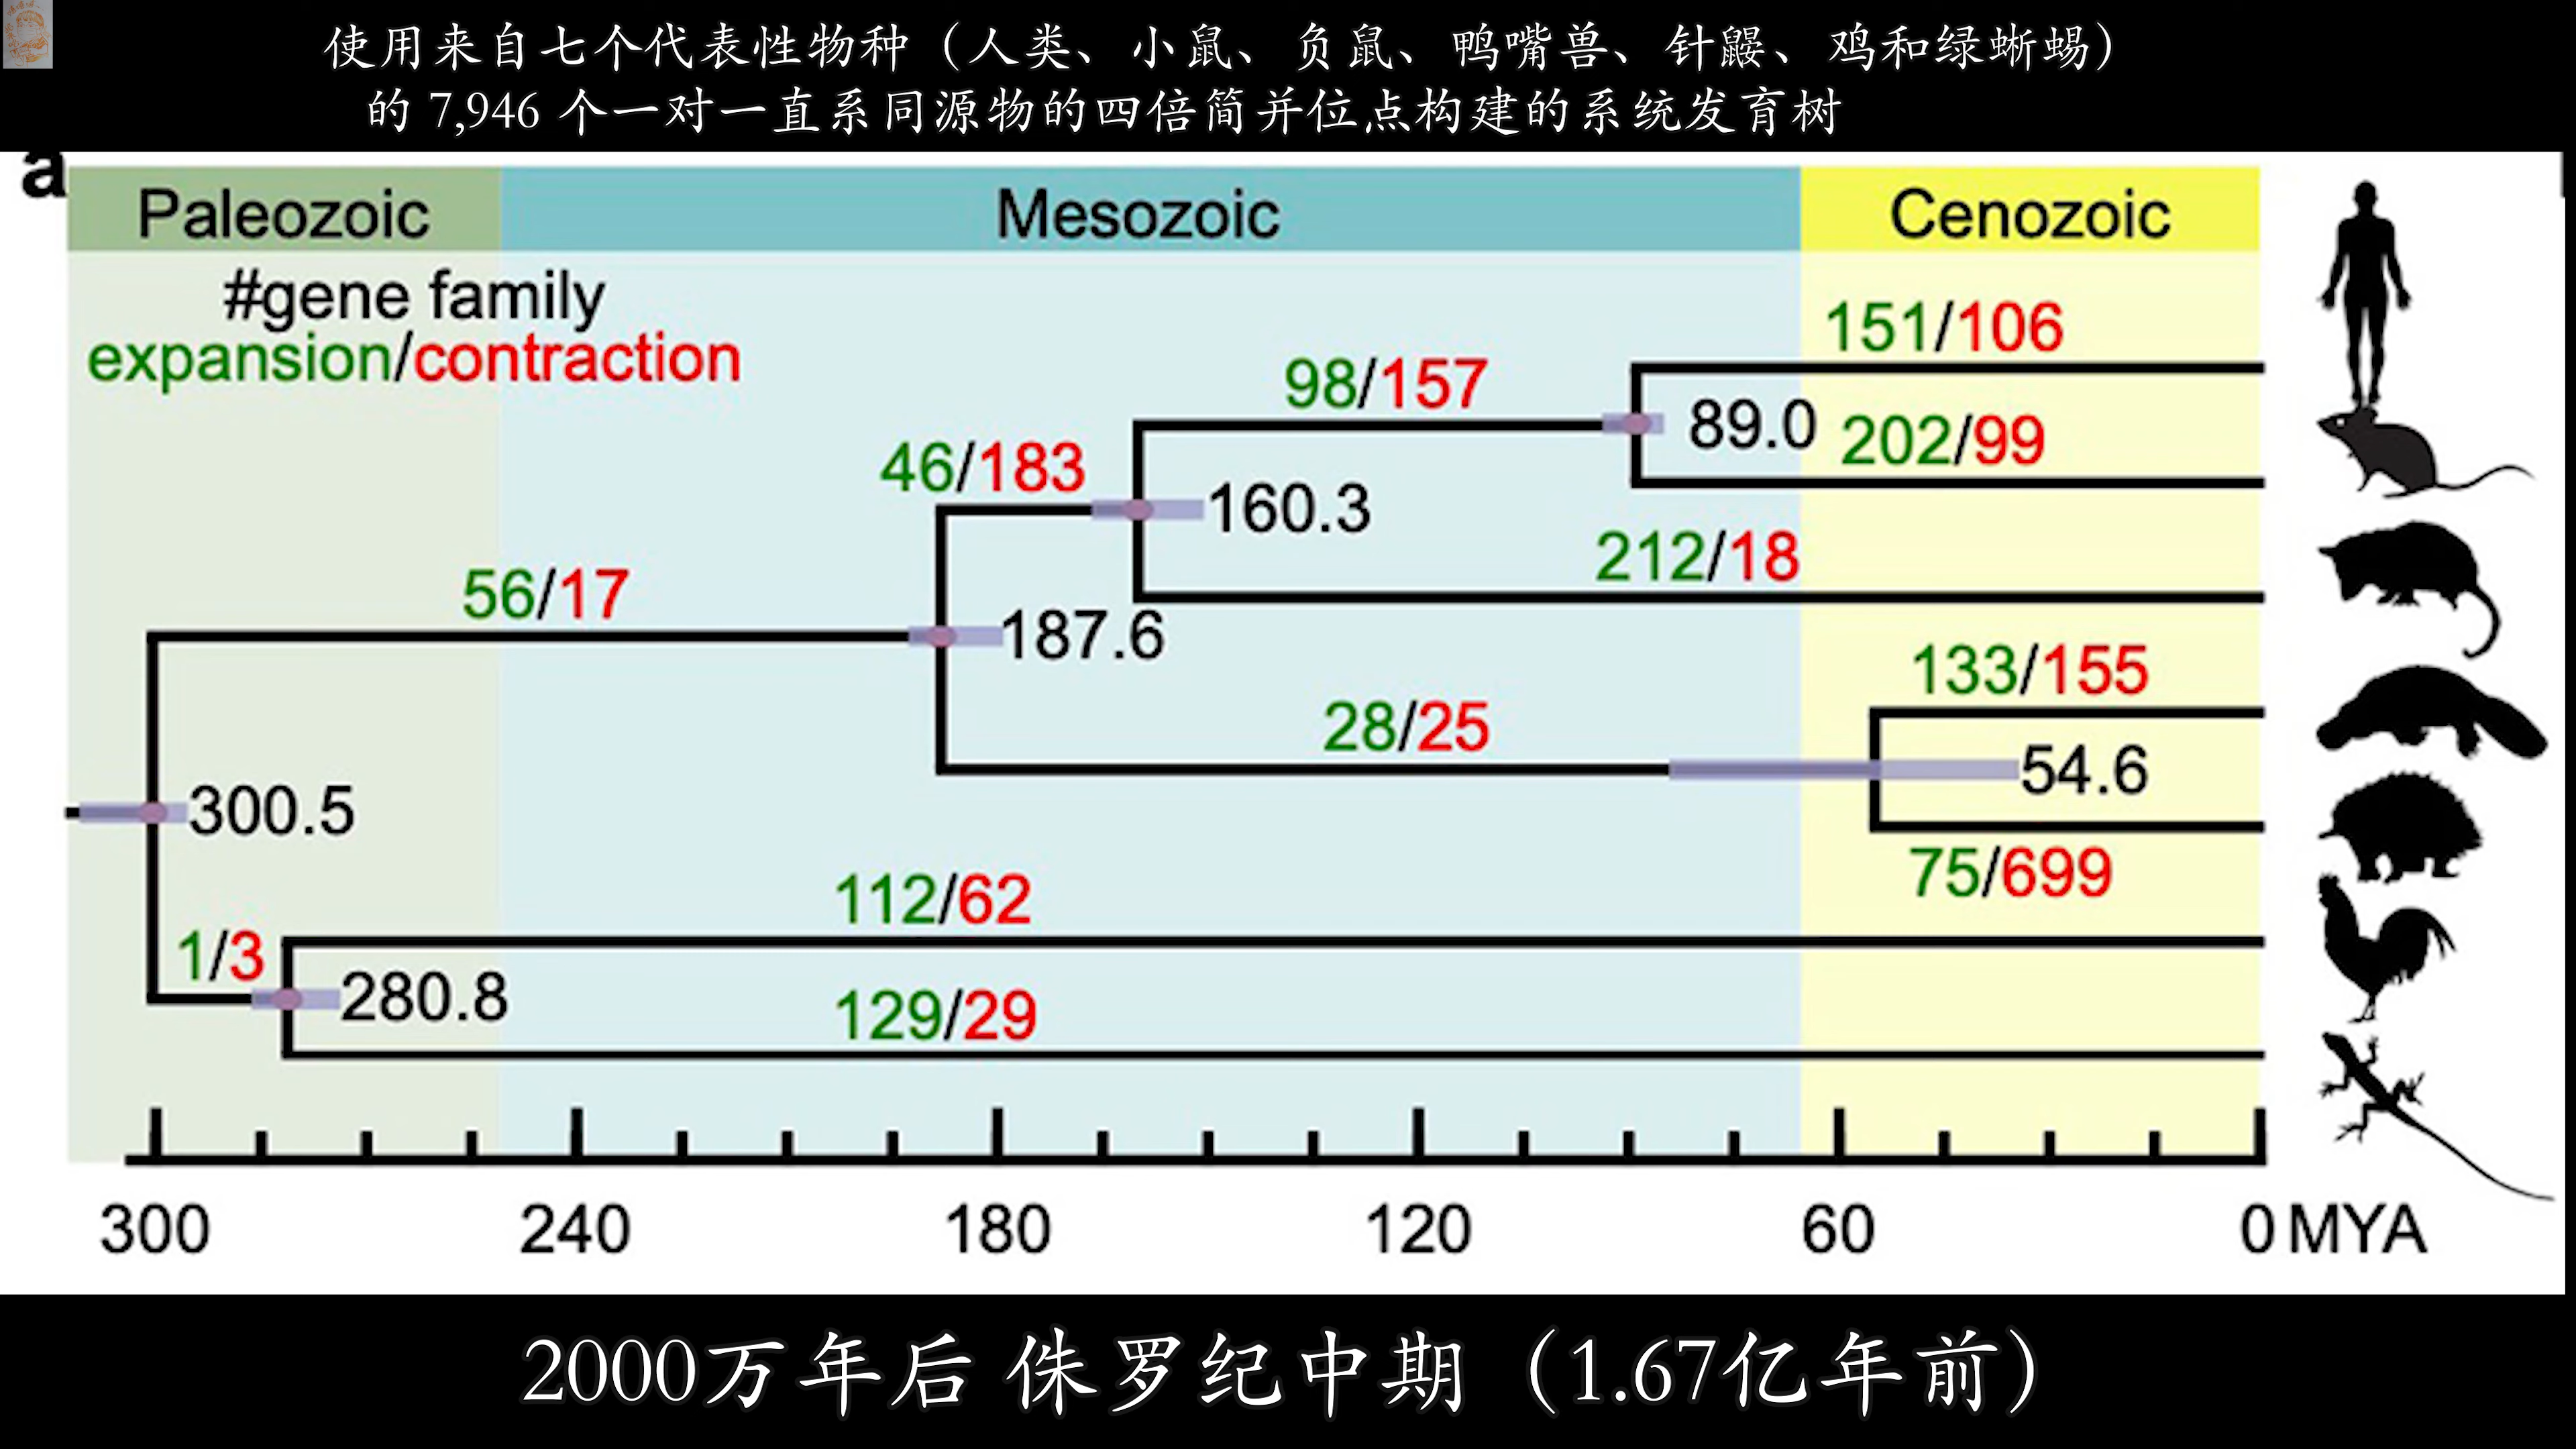 使用来自七个代表性物种（人类、小鼠、负鼠、鸭嘴兽、针鼹、鸡和绿蜥蜴）
的 7,946 个一对一直系同源物的四倍简并位点构建的系统发育树
a
Paleozoic
Mesozoic
Cenozoic
#gene family
expansion/contraction
151/106
98/157
89.0
202/99
46/183
160.3
212/18
56/17
187.6
133/155
28/25
54.6
300.5
75/699
112/62
1/3
280.8
129/29
300
240
180
120
60
0 MYA
2000万年后 侏罗纪中期（1.67亿年前）